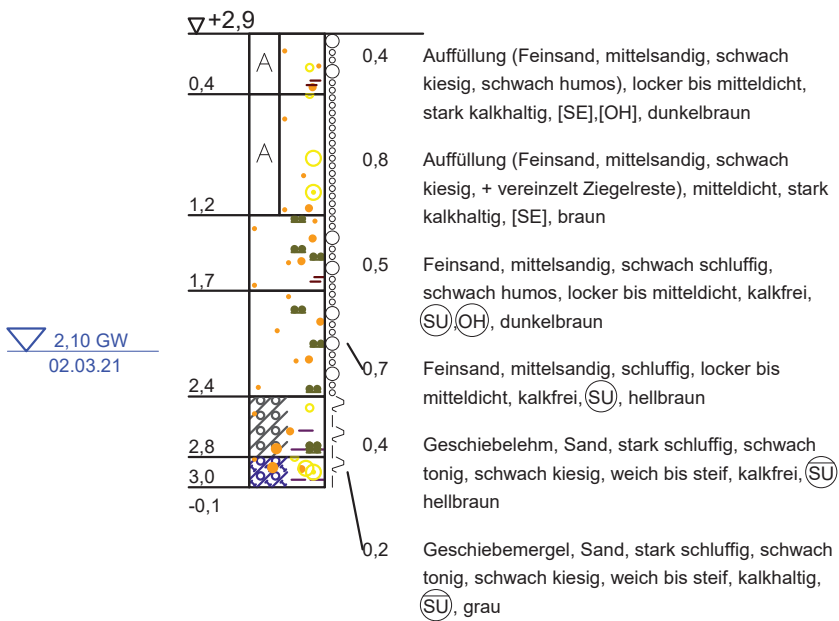 +2,9
0,4 Auffüllung (Feinsand, mittelsandig, schwach
kiesig, schwach humos), locker bis mitteldicht,
stark kalkhaltig, [SE],[OH], dunkelbraun
A
0,4
0,8 Auffüllung (Feinsand, mittelsandig, schwach
kiesig, + vereinzelt Ziegelreste), mitteldicht, stark
kalkhaltig, [SE], braun
A
1,2
0,5 Feinsand, mittelsandig, schwach schluffig,
schwach humos, locker bis mitteldicht, kalkfrei,
SU,OH, dunkelbraun
1,7
2,10 GW
02.03.21
0,7 Feinsand, mittelsandig, schluffig, locker bis
mitteldicht, kalkfrei, SU, hellbraun
2,4
0,4 Geschiebelehm, Sand, stark schluffig, schwach
tonig, schwach kiesig, weich bis steif, kalkfrei, S̅U̅
hellbraun
2,8
3,0
-0,1
0,2 Geschiebemergel, Sand, stark schluffig, schwach
tonig, schwach kiesig, weich bis steif, kalkhaltig,
S̅U̅, grau